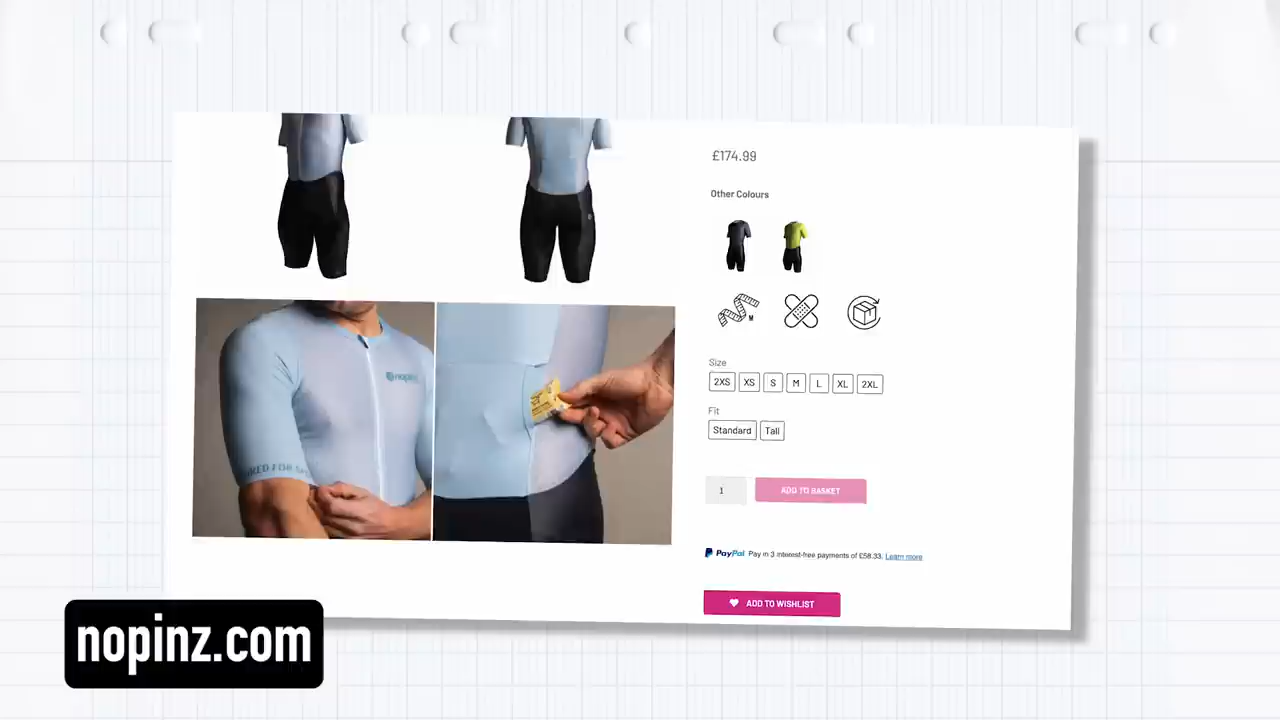 £174.99
Other Colours
M
nopinz
Size
2XS XS S M L XL 2XL
Fit
Standard Tall
1 ADD TO BASKET
PayPal Pay in 3 interest-free payments of £58.33. Learn more
ADD TO WISHLIST
nopinz.com